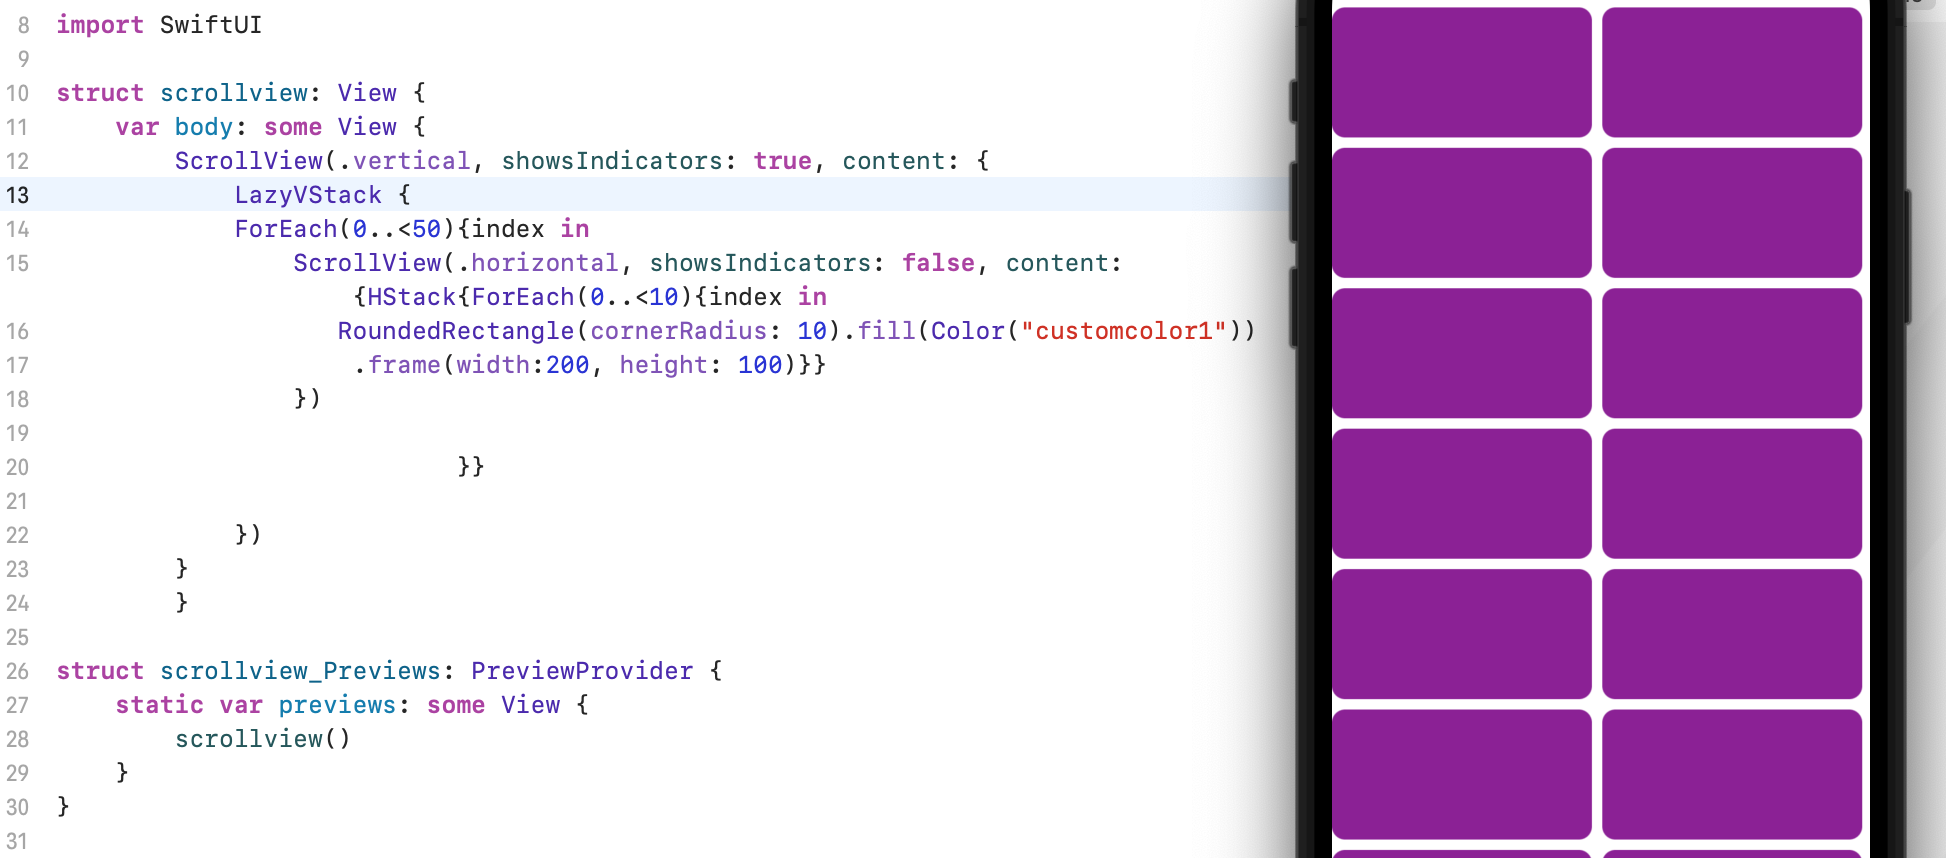 8 import SwiftUI
9
10 struct scrollview: View {
11 var body: some View {
12 ScrollView(.vertical, showsIndicators: true, content: {
13 LazyVStack {
14 ForEach(0..<50){index in
15 ScrollView(.horizontal, showsIndicators: false, content:
{HStack{ForEach(0..<10){index in
16 RoundedRectangle(cornerRadius: 10).fill(Color("customcolor1"))
17 .frame(width:200, height: 100)}}
18 })
19
20 }}
21
22 })
23 }
24 }
25
26 struct scrollview_Previews: PreviewProvider {
27 static var previews: some View {
28 scrollview()
29 }
30 }
31